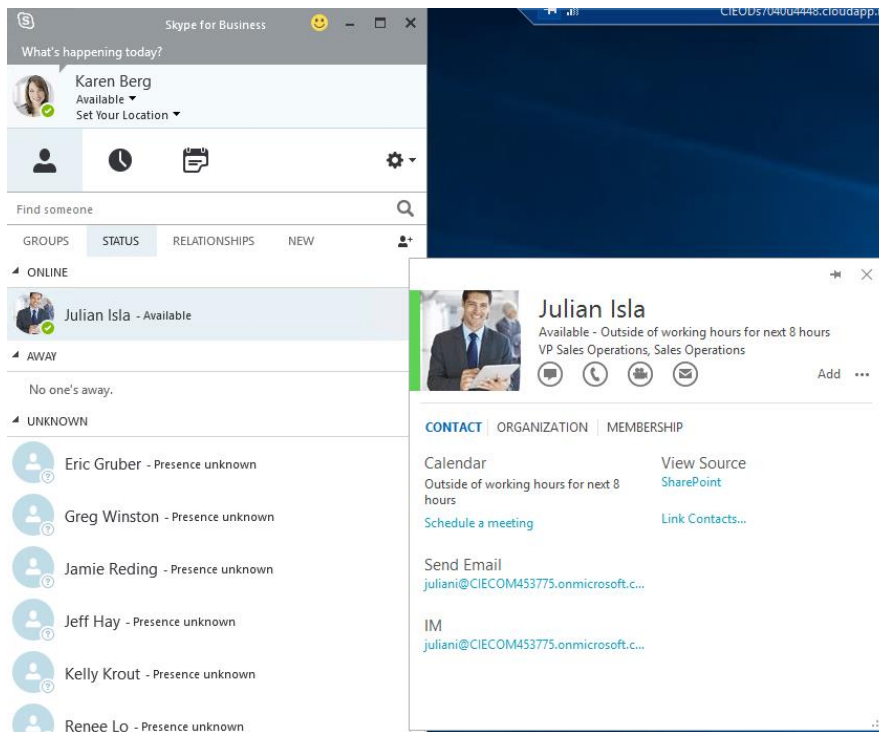 Skype for Business
What's happening today?
Karen Berg
Available
Set Your Location
Find someone
GROUPS STATUS RELATIONSHIPS NEW
ONLINE
Julian Isla - Available
AWAY
No one's away.
UNKNOWN
Eric Gruber - Presence unknown
Greg Winston - Presence unknown
Jamie Reding - Presence unknown
Jeff Hay - Presence unknown
Kelly Krout - Presence unknown
Renee Lo - Presence unknown
Julian Isla
Available - Outside of working hours for next 8 hours
VP Sales Operations, Sales Operations
Add
CONTACT ORGANIZATION MEMBERSHIP
Calendar
Outside of working hours for next 8
hours
Schedule a meeting
View Source
SharePoint
Link Contacts...
Send Email
juliani@CIECOM453775.onmicrosoft.c...
IM
juliani@CIECOM453775.onmicrosoft.c...